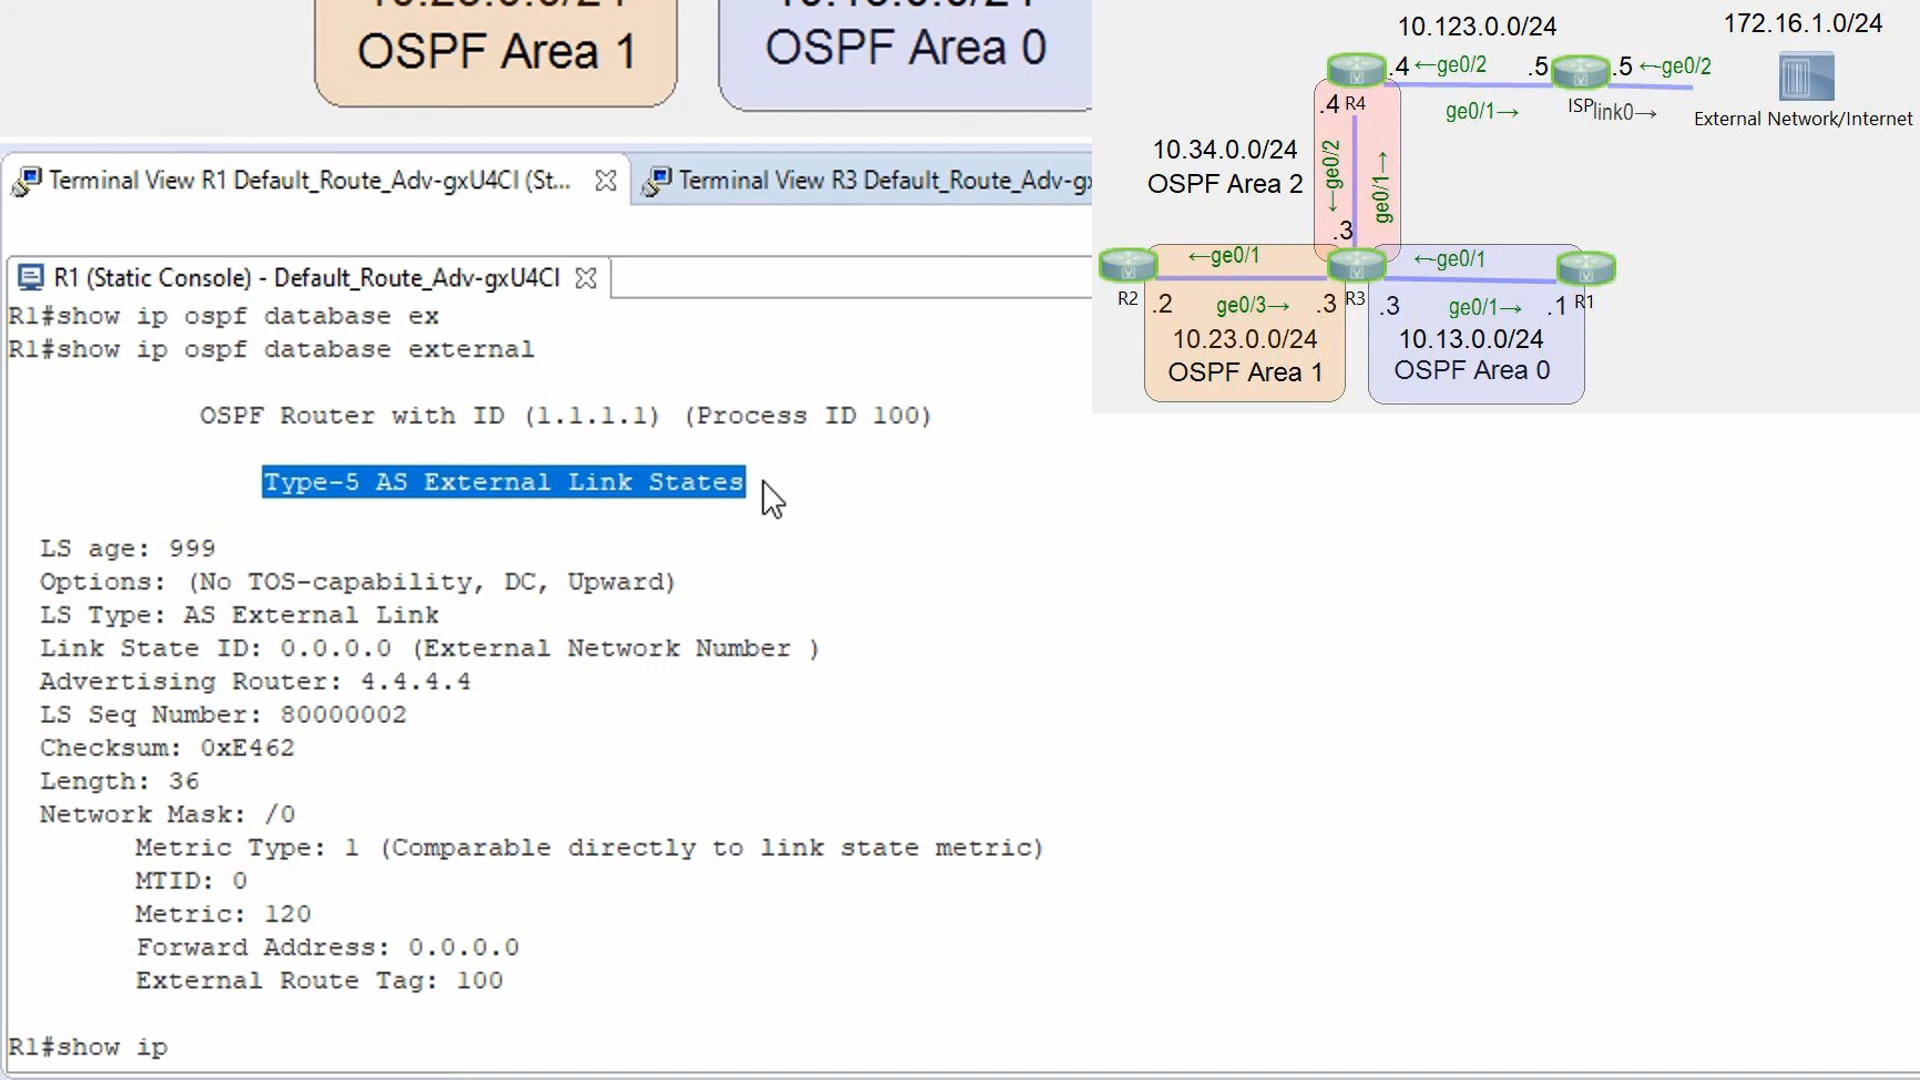 OSPF Area 1
OSPF Area 0
Terminal View R1 Default_Route_Adv-gxU4CI (St...
Terminal View R3 Default_Route_Adv-gx
R1 (Static Console) - Default_Route_Adv-gxU4CI
R1#show ip ospf database ex
R1#show ip ospf database external
OSPF Router with ID (1.1.1.1) (Process ID 100)
Type-5 AS External Link States
LS age: 999
Options: (No TOS-capability, DC, Upward)
LS Type: AS External Link
Link State ID: 0.0.0.0 (External Network Number )
Advertising Router: 4.4.4.4
LS Seq Number: 80000002
Checksum: 0xE462
Length: 36
Network Mask: /0
Metric Type: 1 (Comparable directly to link state metric)
MTID: 0
Metric: 120
Forward Address: 0.0.0.0
External Route Tag: 100
R1#show ip
10.123.0.0/24
172.16.1.0/24
.4 ←ge0/2 .5 .5 ←ge0/2
.4 R4
ge0/1→
ISP
link0→
External Network/Internet
10.34.0.0/24
OSPF Area 2
←ge0/2
ge0/1→
.3
←ge0/1
←ge0/1
R2
.2
ge0/3→
.3
R3
.3
ge0/1→
.1
R1
10.23.0.0/24
OSPF Area 1
10.13.0.0/24
OSPF Area 0